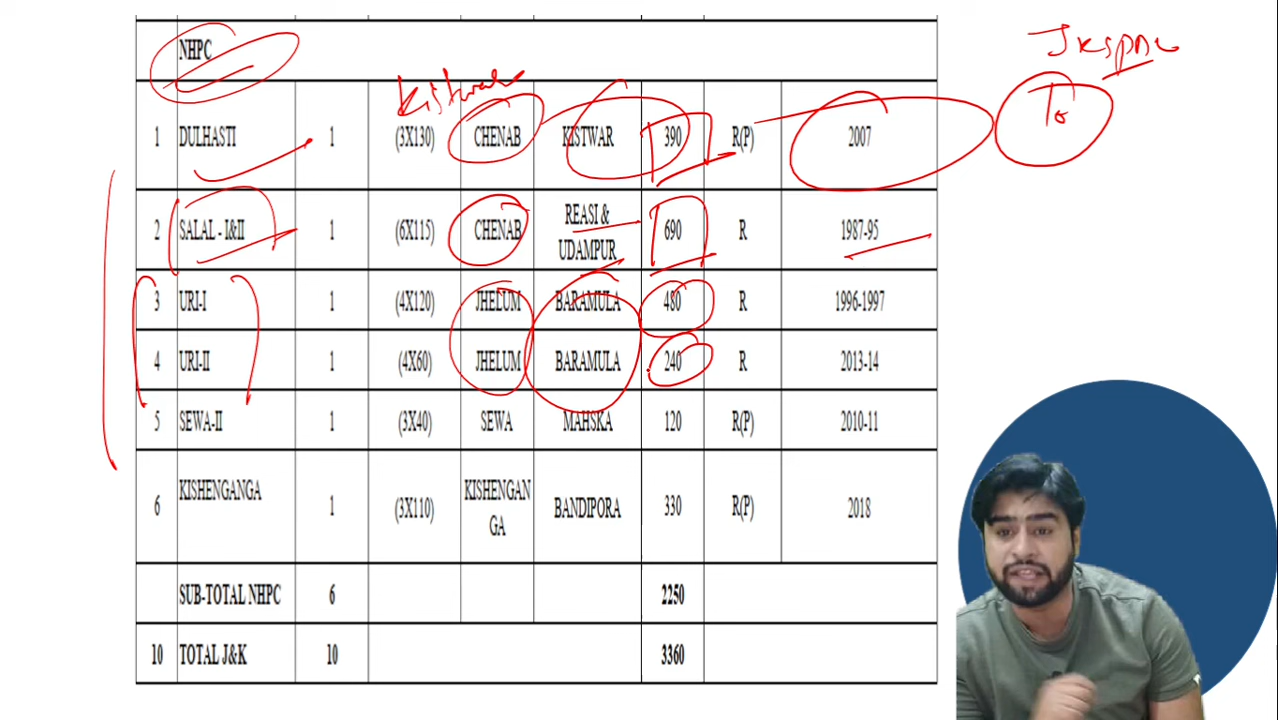 NHPC
Jkspdc
To
kistwar
1 DULHASTI 1 (3X130) CHENAB KISTWAR 390 R(P) 2007
2 SALAL - I&II 1 (6X115) CHENAB REASI & UDAMPUR 690 R 1987-95
3 URI-I 1 (4X120) JHELUM BARAMULA 480 R 1996-1997
4 URI-II 1 (4X60) JHELUM BARAMULA 240 R 2013-14
5 SEWA-II 1 (3X40) SEWA MAHSKA 120 R(P) 2010-11
6 KISHENGANGA 1 (3X110) KISHENGAN GA BANDIPORA 330 R(P) 2018
SUB-TOTAL NHPC 6 2250
10 TOTAL J&K 10 3360